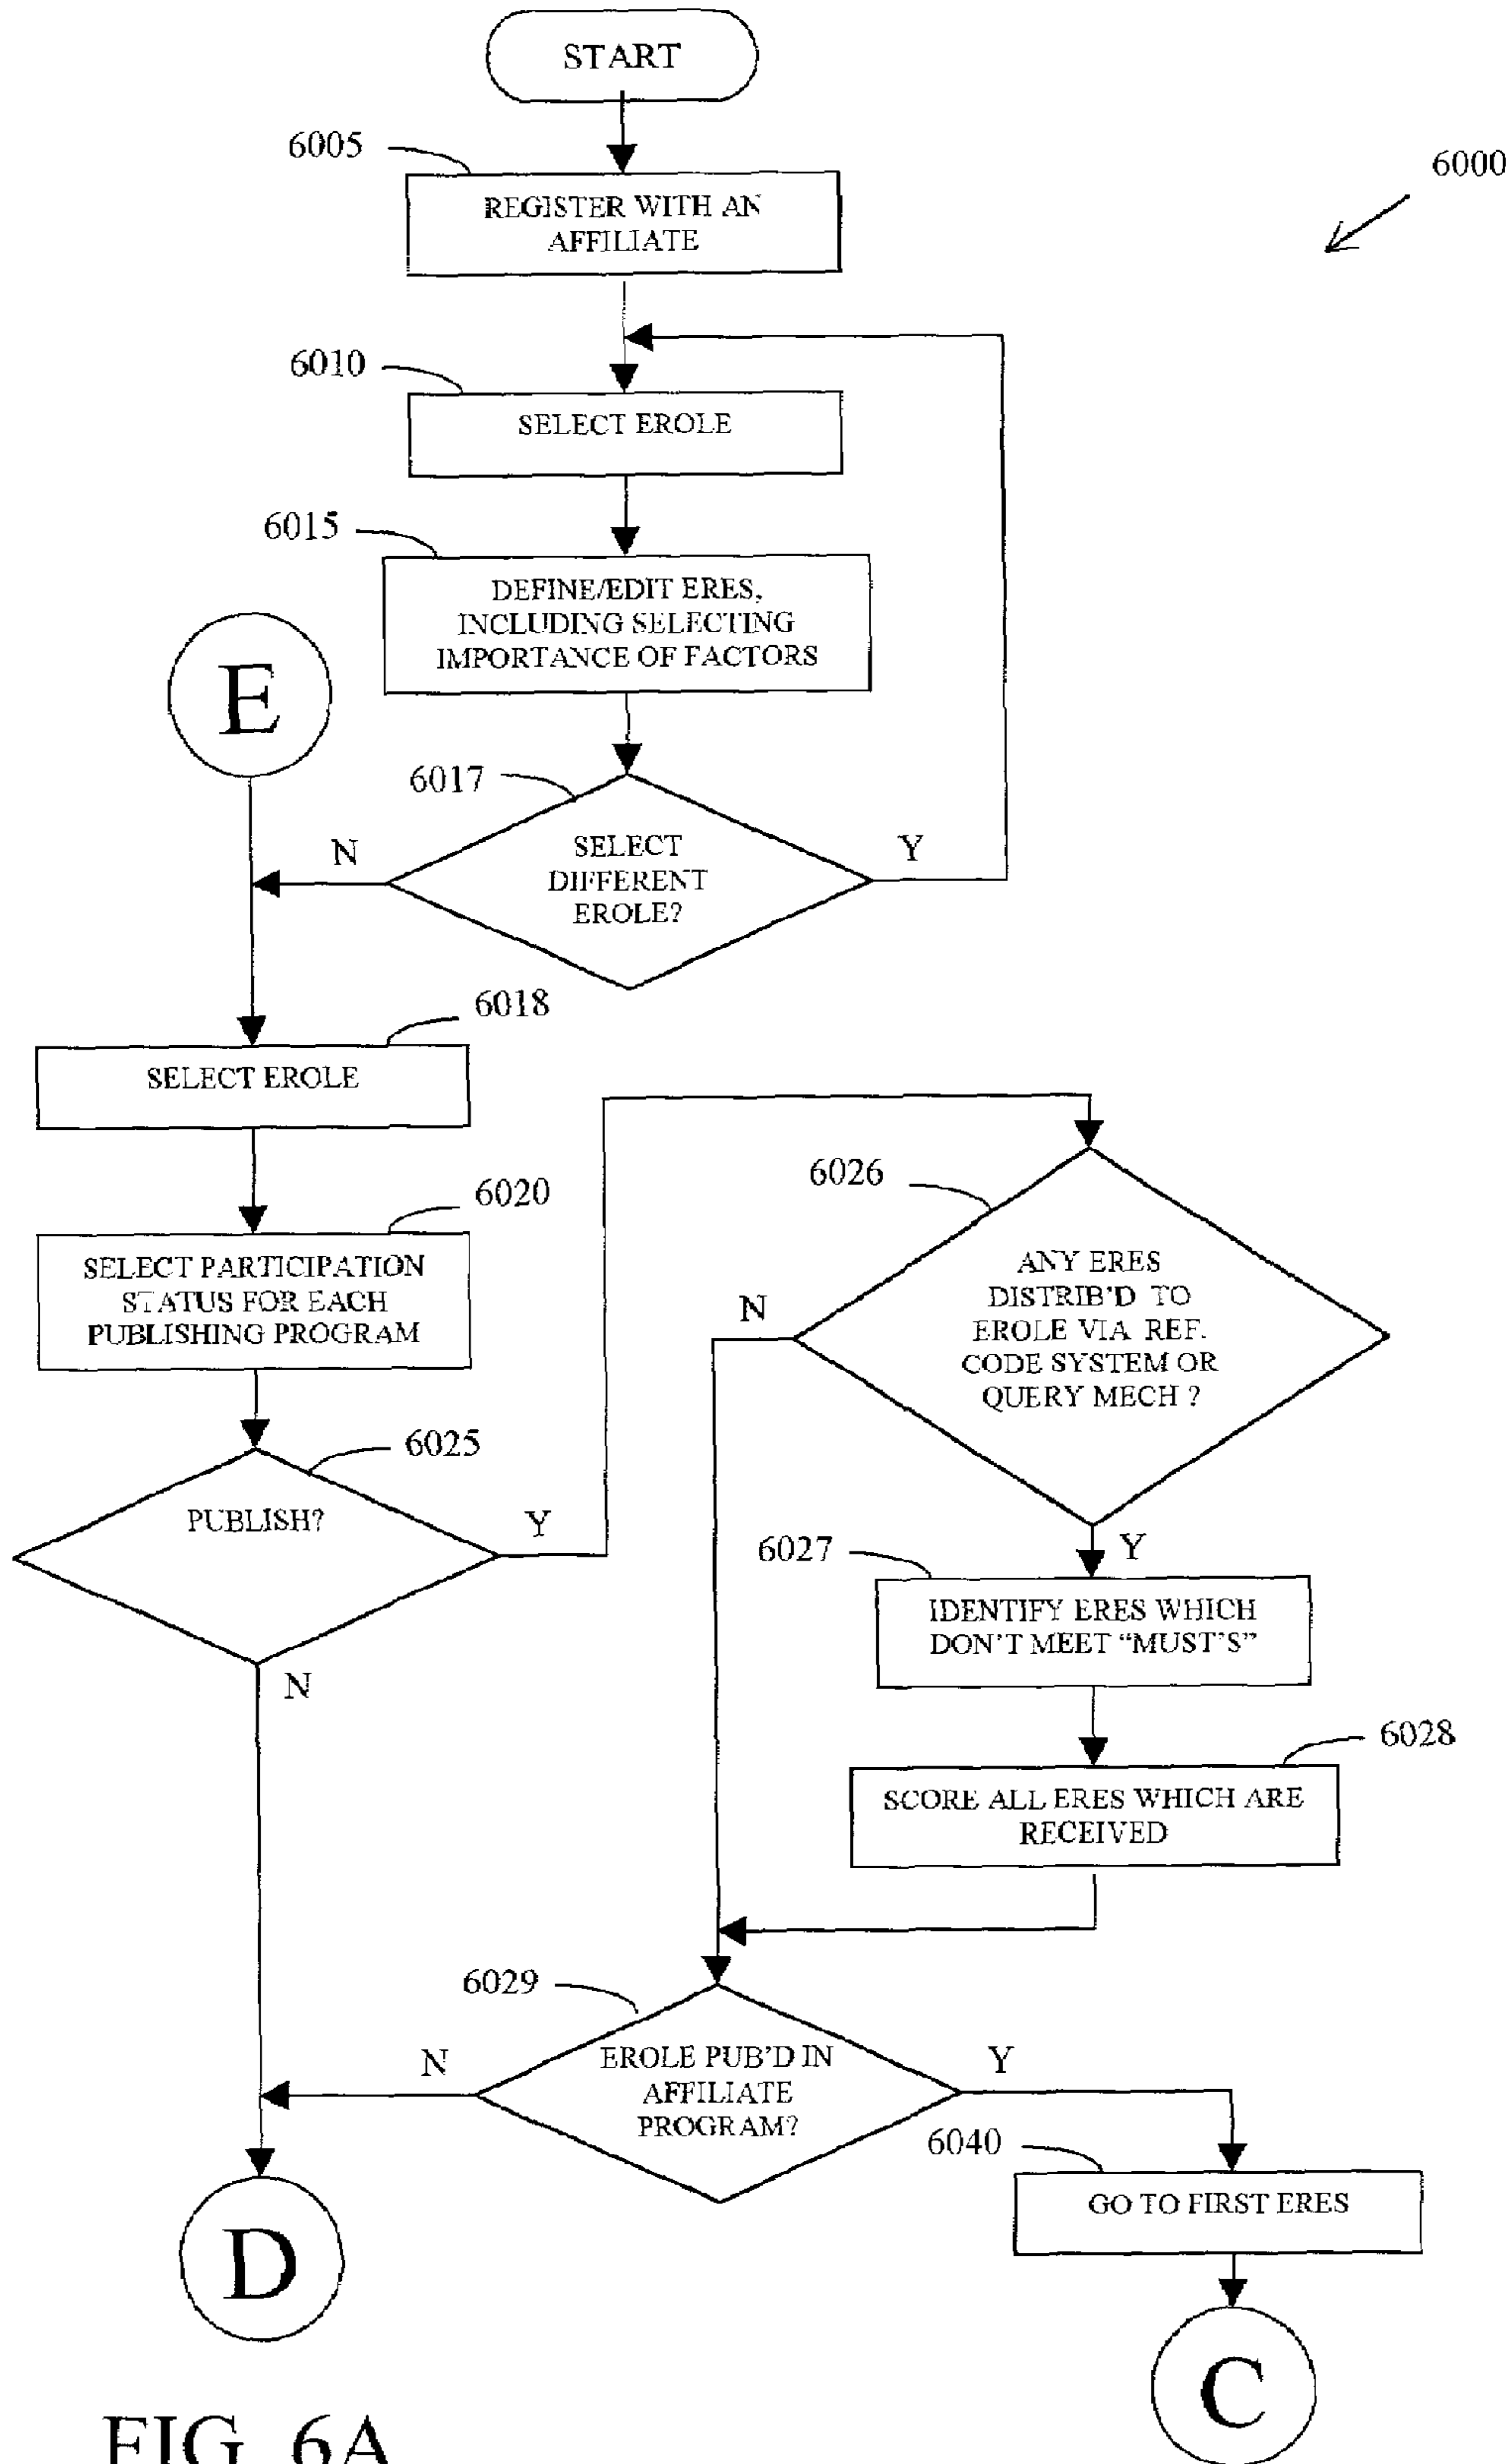 START
6005
6000
REGISTER WITH AN
AFFILIATE
6010
SELECT EROLE
6015
DEFINE/EDIT ERES,
INCLUDING SELECTING
IMPORTANCE OF FACTORS
E
6017
SELECT
DIFFERENT
EROLE?
N
Y
6018
SELECT EROLE
6020
SELECT PARTICIPATION
STATUS FOR EACH
PUBLISHING PROGRAM
6025
PUBLISH?
Y
N
6026
ANY ERES
DISTRIB'D TO
EROLE VIA REF.
CODE SYSTEM OR
QUERY MECH ?
N
Y
6027
IDENTIFY ERES WHICH
DON'T MEET “MUST'S”
6028
SCORE ALL ERES WHICH ARE
RECEIVED
6029
EROLE PUB'D IN
AFFILIATE
PROGRAM?
N
Y
6040
GO TO FIRST ERES
D
C
FIG. 6A